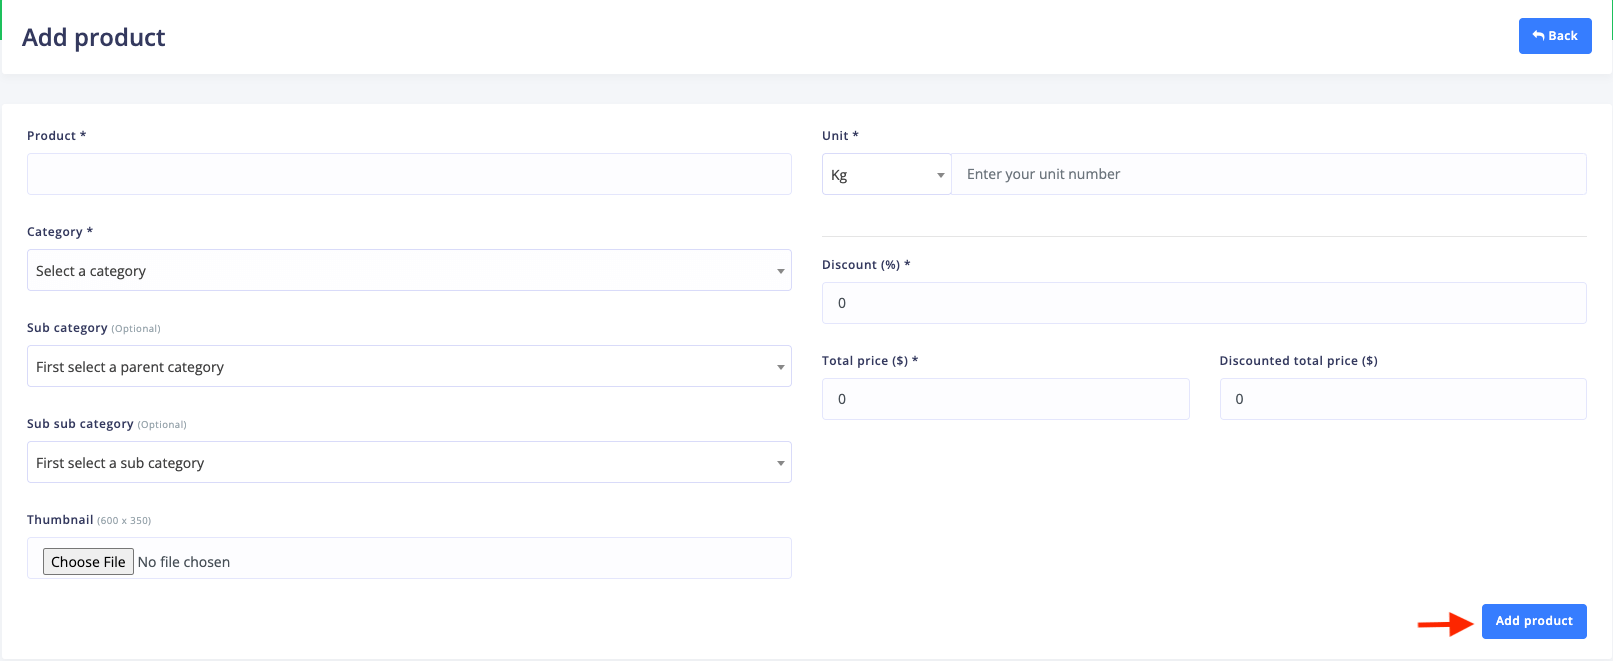 Add product
Back
Product *
Category *
Select a category
Sub category (Optional)
First select a parent category
Sub sub category (Optional)
First select a sub category
Thumbnail (600 x 350)
Choose File No file chosen
Unit *
Kg Enter your unit number
Discount (%) *
0
Total price ($) * Discounted total price ($)
0 0
Add product